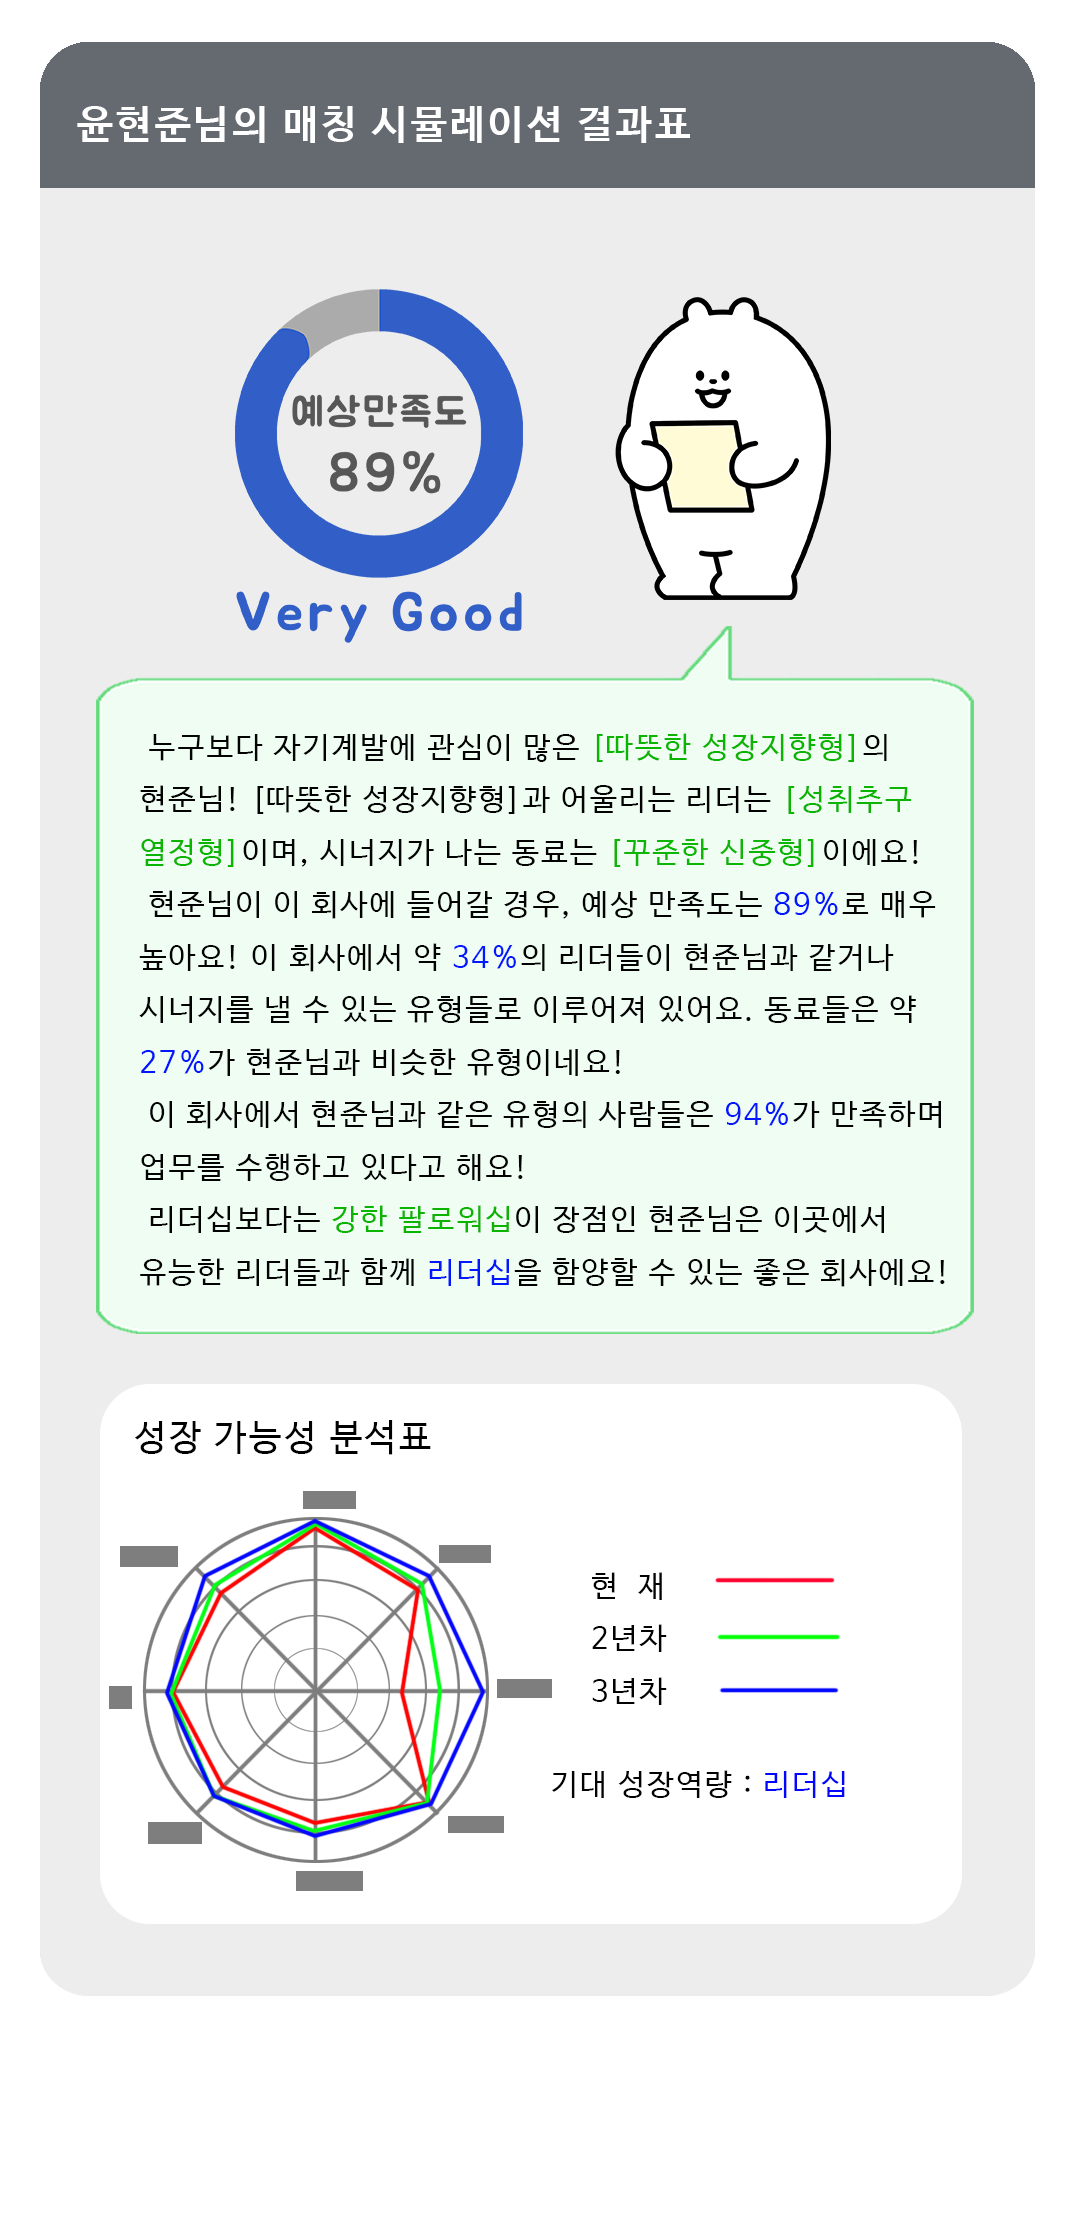 윤현준님의 매칭 시뮬레이션 결과표
예상만족도
89%
Very Good
누구보다 자기계발에 관심이 많은 [따뜻한 성장지향형]의
현준님! [따뜻한 성장지향형]과 어울리는 리더는 [성취추구
열정형]이며, 시너지가 나는 동료는 [꾸준한 신중형]이에요!
현준님이 이 회사에 들어갈 경우, 예상 만족도는 89%로 매우
높아요! 이 회사에서 약 34%의 리더들이 현준님과 같거나
시너지를 낼 수 있는 유형들로 이루어져 있어요. 동료들은 약
27%가 현준님과 비슷한 유형이네요!
이 회사에서 현준님과 같은 유형의 사람들은 94%가 만족하며
업무를 수행하고 있다고 해요!
리더십보다는 강한 팔로워십이 장점인 현준님은 이곳에서
유능한 리더들과 함께 리더십을 함양할 수 있는 좋은 회사에요!
성장 가능성 분석표
현 재
2년차
3년차
기대 성장역량 : 리더십